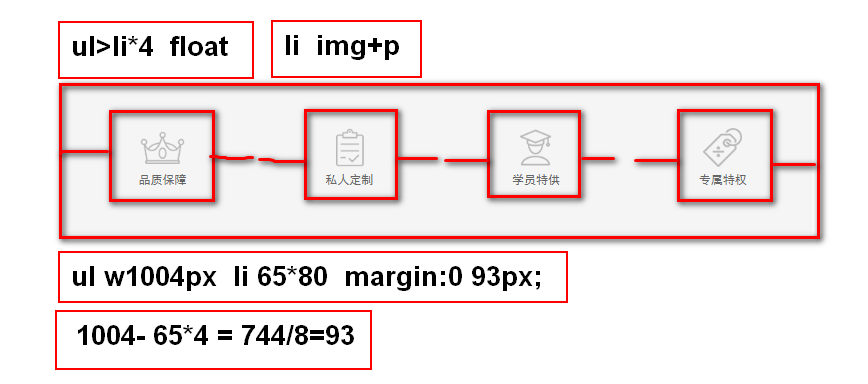 ul>li*4 float
li img+p
品质保障
私人定制
学员特供
专属特权
ul w1004px li 65*80 margin:0 93px;
1004- 65*4 = 744/8=93